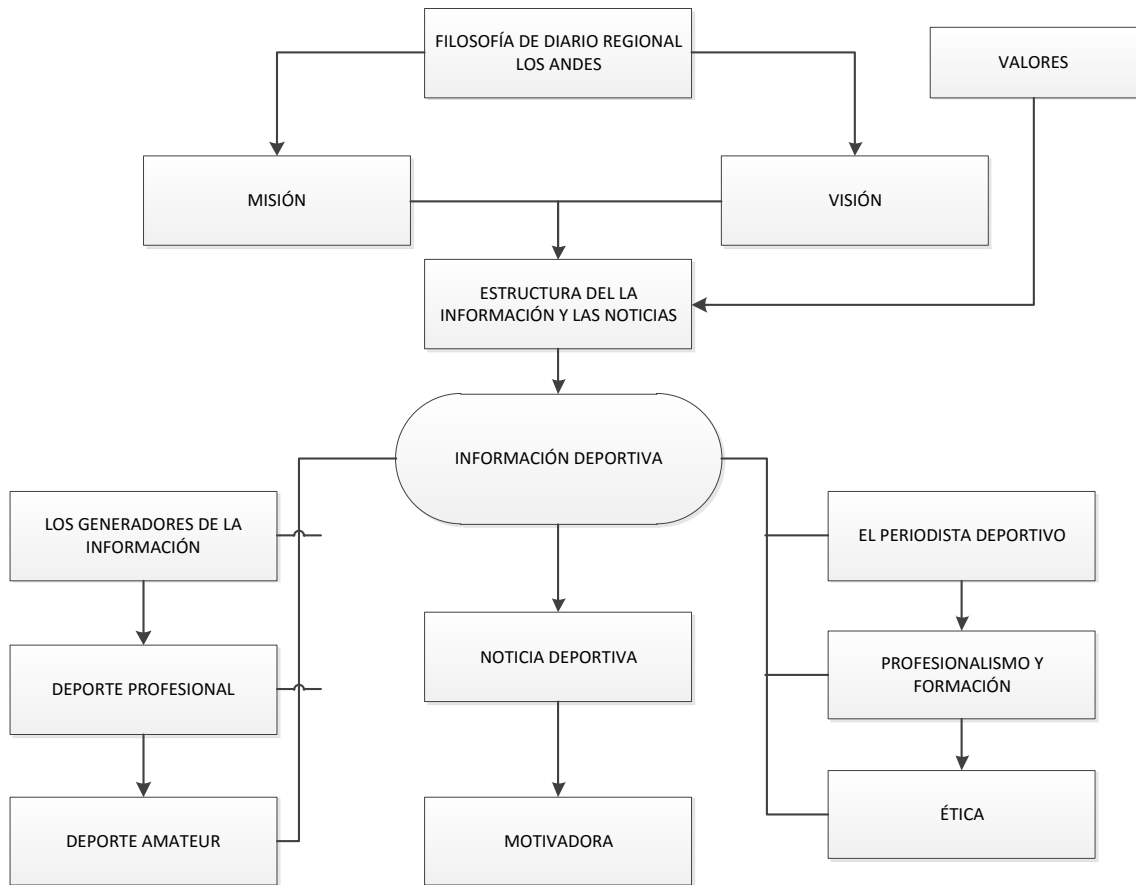 FILOSOFÍA DE DIARIO REGIONAL
LOS ANDES
VALORES
MISIÓN
VISIÓN
ESTRUCTURA DEL LA
INFORMACIÓN Y LAS NOTICIAS
INFORMACIÓN DEPORTIVA
LOS GENERADORES DE LA
INFORMACIÓN
EL PERIODISTA DEPORTIVO
DEPORTE PROFESIONAL
NOTICIA DEPORTIVA
PROFESIONALISMO Y
FORMACIÓN
DEPORTE AMATEUR
MOTIVADORA
ÉTICA